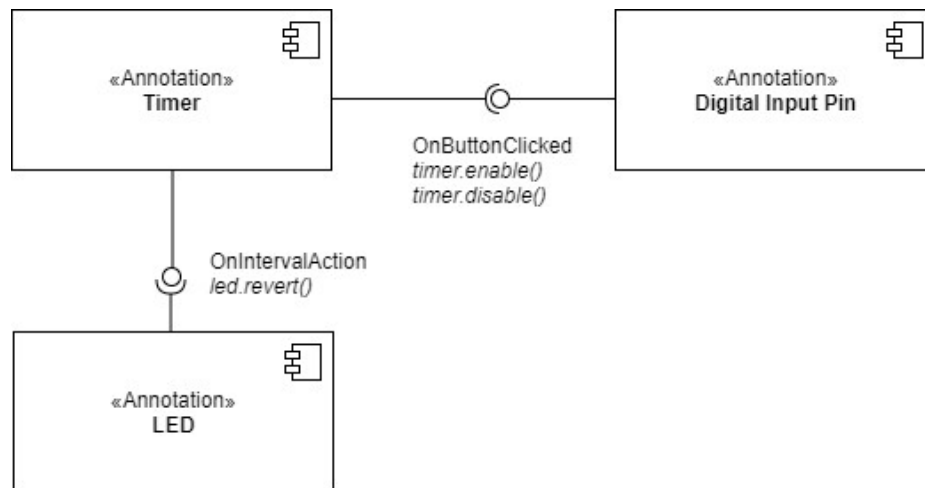 «Annotation»
Timer
«Annotation»
Digital Input Pin
OnButtonClicked
timer.enable()
timer.disable()
OnIntervalAction
led.revert()
«Annotation»
LED